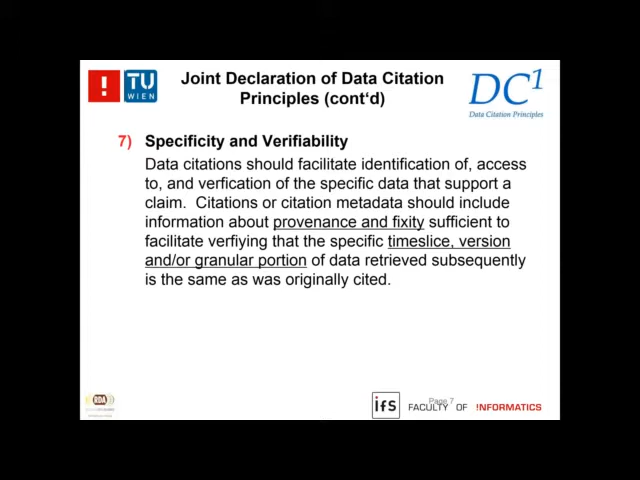 Joint Declaration of Data Citation
Principles (cont‘d)
! TU
WIEN
DC1
Data Citation Principles
7) Specificity and Verifiability
Data citations should facilitate identification of, access
to, and verfication of the specific data that support a
claim. Citations or citation metadata should include
information about provenance and fixity sufficient to
facilitate verfiying that the specific timeslice, version
and/or granular portion of data retrieved subsequently
is the same as was originally cited.
RDA
ifs
Page 7
FACULTY OF !NFORMATICS